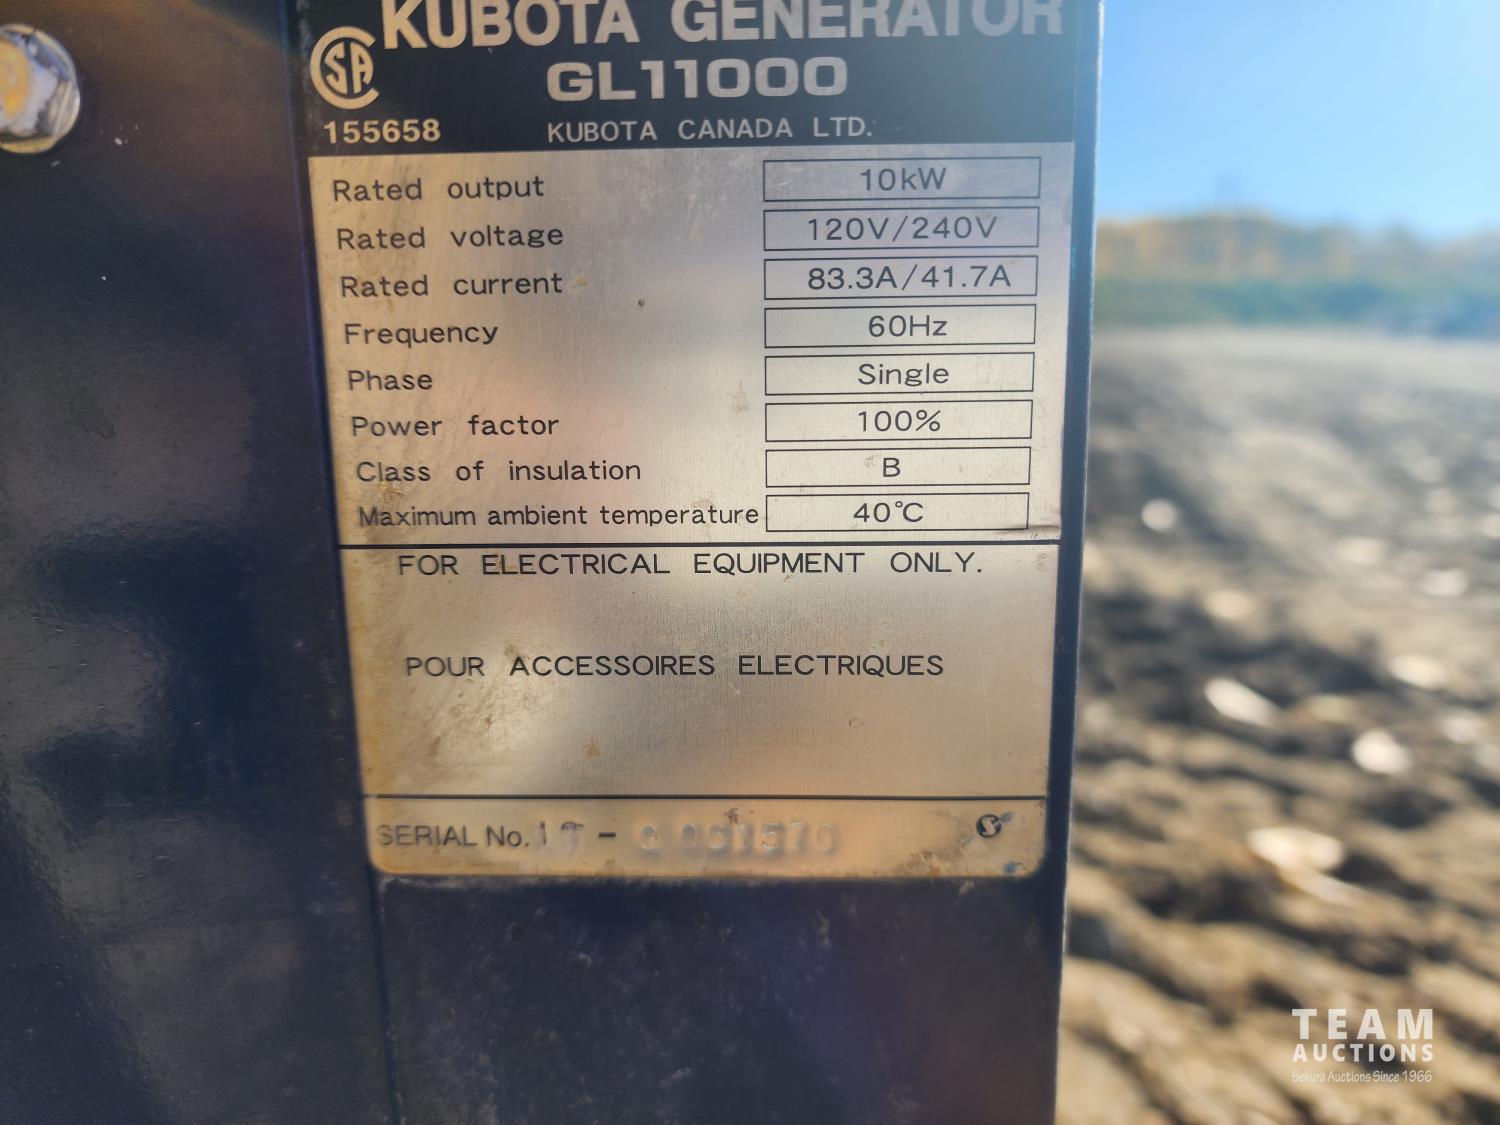 KUBOTA GENERATOR
GL11000
155658 KUBOTA CANADA LTD.
Rated output 10kW
Rated voltage 120V/240V
Rated current 83.3A/41.7A
Frequency 60Hz
Phase Single
Power factor 100%
Class of insulation B
Maximum ambient temperature 40°C
FOR ELECTRICAL EQUIPMENT ONLY.
POUR ACCESSOIRES ELECTRIQUES
SERIAL No.
TEAM
AUCTIONS
Sekura Auctions Since 1966